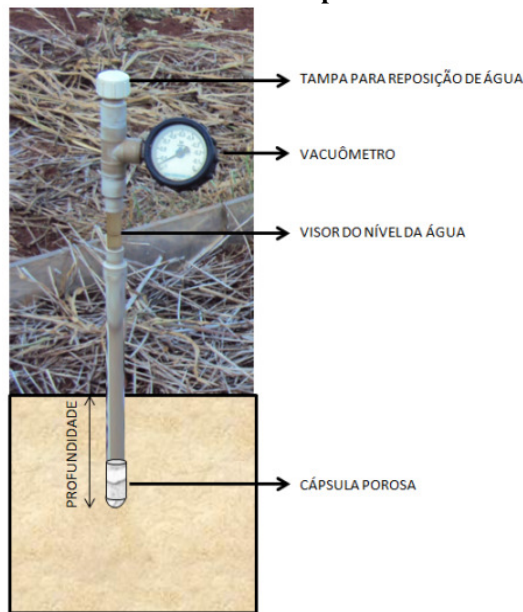 TAMPA PARA REPOSIÇÃO DE ÁGUA
VACUÔMETRO
VISOR DO NÍVEL DA ÁGUA
PROFUNDIDADE
CÁPSULA POROSA